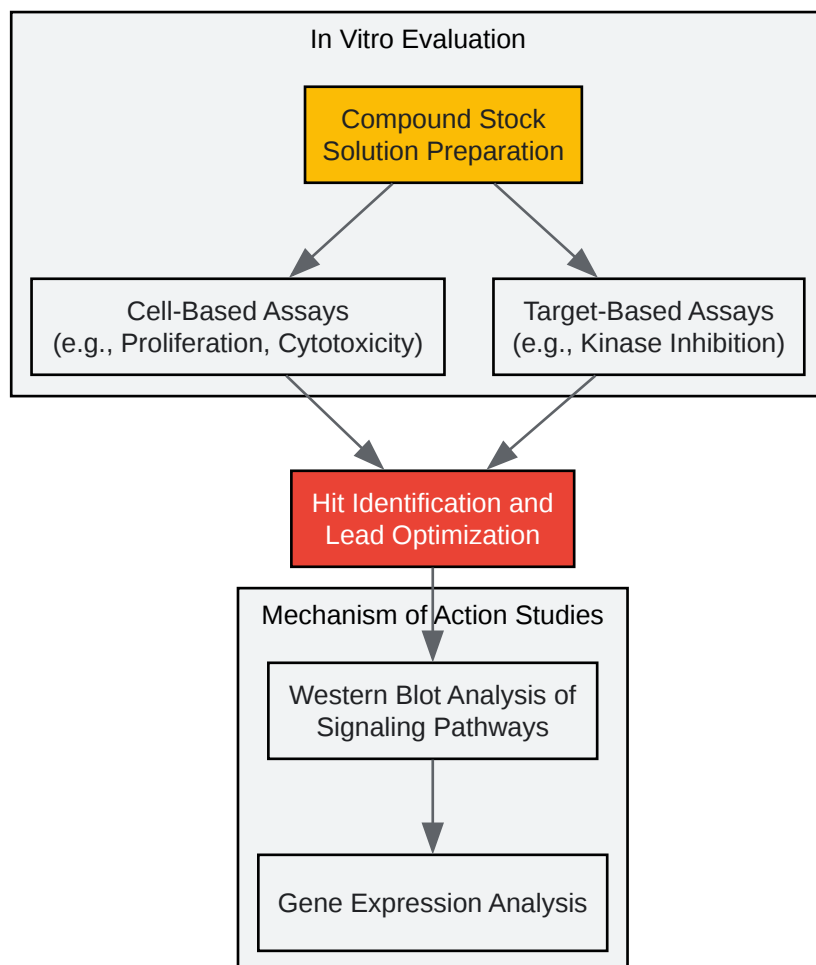 In Vitro Evaluation
Compound Stock
Solution Preparation
Cell-Based Assays
(e.g., Proliferation, Cytotoxicity)
Target-Based Assays
(e.g., Kinase Inhibition)
Hit Identification and
Lead Optimization
Mechanism of Action Studies
Western Blot Analysis of
Signaling Pathways
Gene Expression Analysis